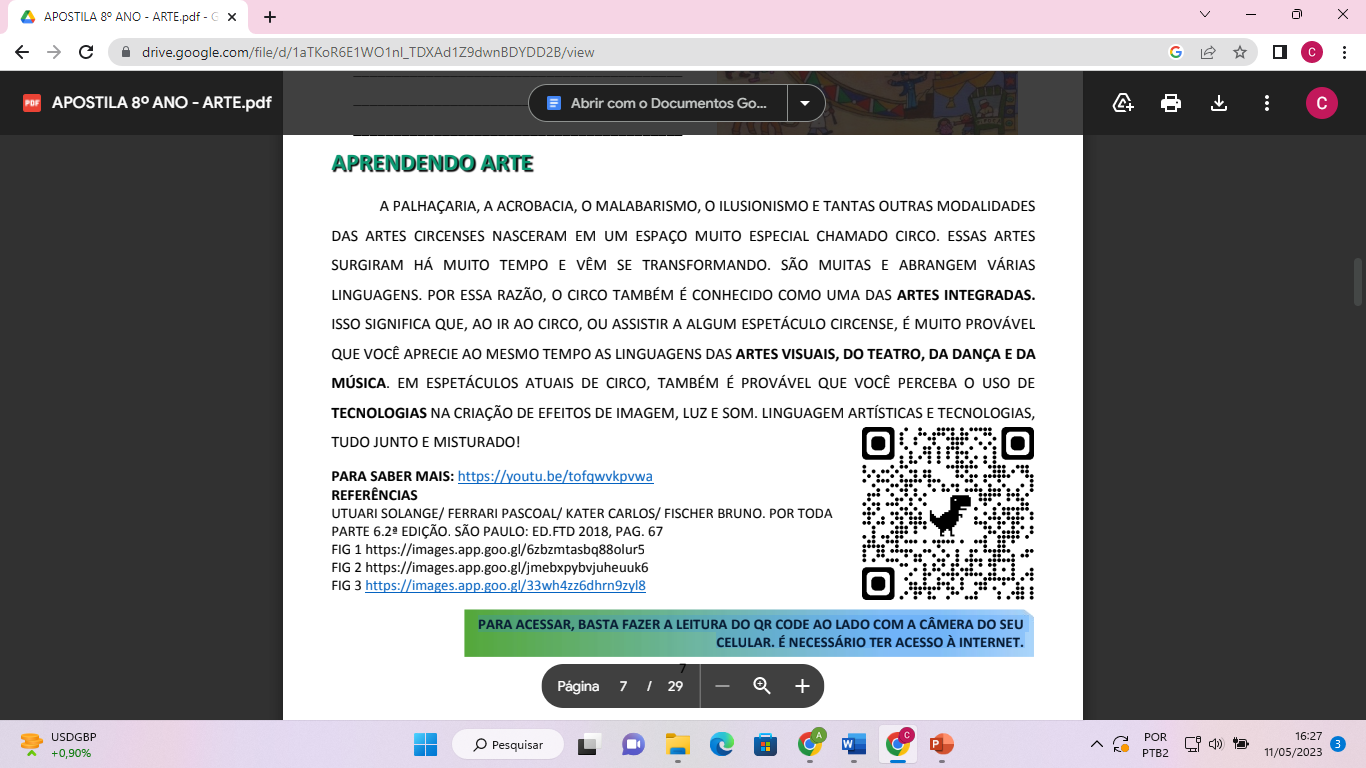 APOSTILA 8º ANO - ARTE.pdf - G
drive.google.com/file/d/1aTKoR6E1WO1nl_TDXAd1Z9dwnBDYDD2B/view
C
PDF
APOSTILA 8º ANO - ARTE.pdf
Abrir com o Documentos Go...
C
APRENDENDO ARTE
A PALHAÇARIA, A ACROBACIA, O MALABARISMO, O ILUSIONISMO E TANTAS OUTRAS MODALIDADES
DAS ARTES CIRCENSES NASCERAM EM UM ESPAÇO MUITO ESPECIAL CHAMADO CIRCO. ESSAS ARTES
SURGIRAM HÁ MUITO TEMPO E VÊM SE TRANSFORMANDO. SÃO MUITAS E ABRANGEM VÁRIAS
LINGUAGENS. POR ESSA RAZÃO, O CIRCO TAMBÉM É CONHECIDO COMO UMA DAS ARTES INTEGRADAS.
ISSO SIGNIFICA QUE, AO IR AO CIRCO, OU ASSISTIR A ALGUM ESPETÁCULO CIRCENSE, É MUITO PROVÁVEL
QUE VOCÊ APRECIE AO MESMO TEMPO AS LINGUAGENS DAS ARTES VISUAIS, DO TEATRO, DA DANÇA E DA
MÚSICA. EM ESPETÁCULOS ATUAIS DE CIRCO, TAMBÉM É PROVÁVEL QUE VOCÊ PERCEBA O USO DE
TECNOLOGIAS NA CRIAÇÃO DE EFEITOS DE IMAGEM, LUZ E SOM. LINGUAGEM ARTÍSTICAS E TECNOLOGIAS,
TUDO JUNTO E MISTURADO!
PARA SABER MAIS: https://youtu.be/tofqwvkpvwa
REFERÊNCIAS
UTUARI SOLANGE/ FERRARI PASCOAL/ KATER CARLOS/ FISCHER BRUNO. POR TODA
PARTE 6.2ª EDIÇÃO. SÃO PAULO: ED.FTD 2018, PAG. 67
FIG 1 https://images.app.goo.gl/6zbzmtasbq88olur5
FIG 2 https://images.app.goo.gl/jmebxpybvjuheuuk6
FIG 3 https://images.app.goo.gl/33wh4zz6dhrn9zyl8
PARA ACESSAR, BASTA FAZER A LEITURA DO QR CODE AO LADO COM A CÂMERA DO SEU
CELULAR. É NECESSÁRIO TER ACESSO À INTERNET.
7
Página 7 / 29
USDGBP
+0,90%
Pesquisar
A
C
POR
PTB2
16:27
11/05/2023
3